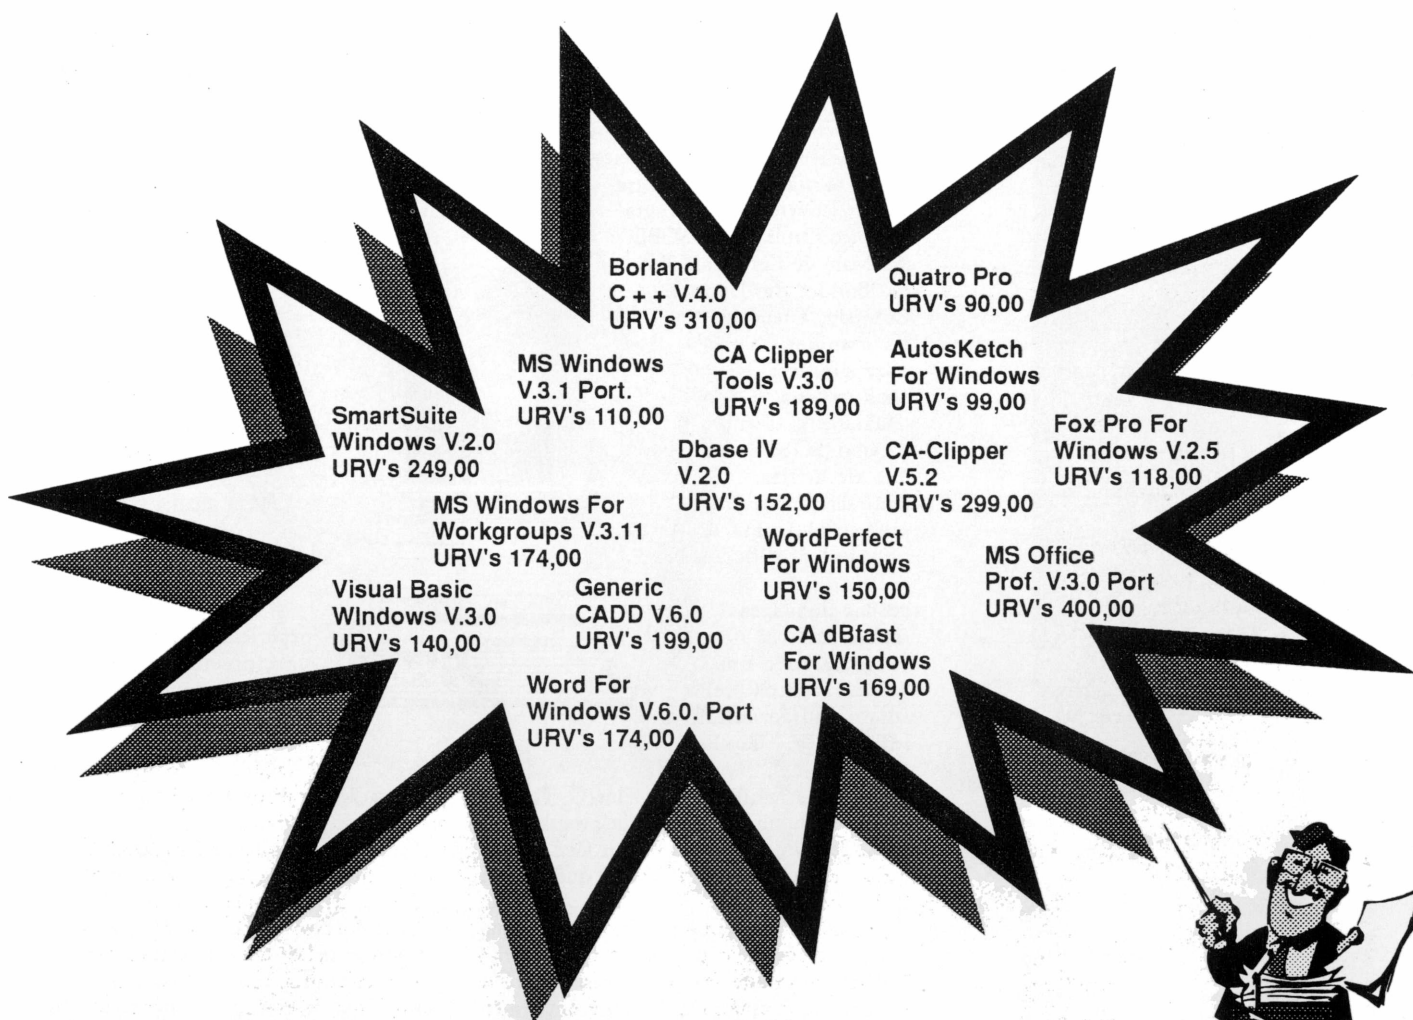 Borland
C + + V.4.0
URV's 310,00
Quatro Pro
URV's 90,00
MS Windows
V.3.1 Port.
URV's 110,00
CA Clipper
Tools V.3.0
URV's 189,00
AutosKetch
For Windows
URV's 99,00
SmartSuite
Windows V.2.0
URV's 249,00
Fox Pro For
Windows V.2.5
URV's 118,00
Dbase IV
V.2.0
URV's 152,00
CA-Clipper
V.5.2
URV's 299,00
MS Windows For
Workgroups V.3.11
URV's 174,00
WordPerfect
For Windows
URV's 150,00
MS Office
Prof. V.3.0 Port
URV's 400,00
Visual Basic
WIndows V.3.0
URV's 140,00
Generic
CADD V.6.0
URV's 199,00
CA dBfast
For Windows
URV's 169,00
Word For
Windows V.6.0. Port
URV's 174,00